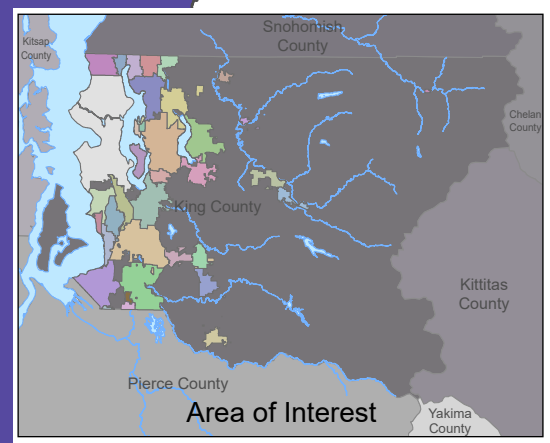 Snohomish
County
Kitsap
County
Chelan
County
King County
Kittitas
County
Pierce County
Area of Interest
Yakima
County